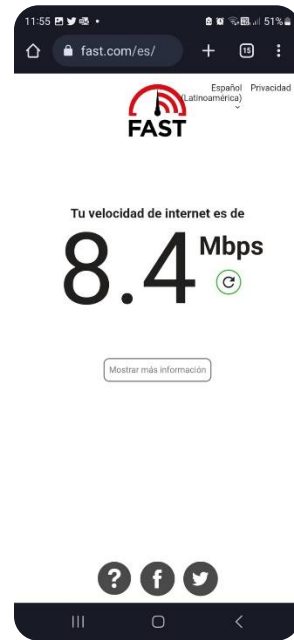 11:55 51%
fast.com/es/ 15
Español Privacidad
(Latinoamérica)
FAST
Tu velocidad de internet es de
8.4 Mbps
Mostrar más información
?
f